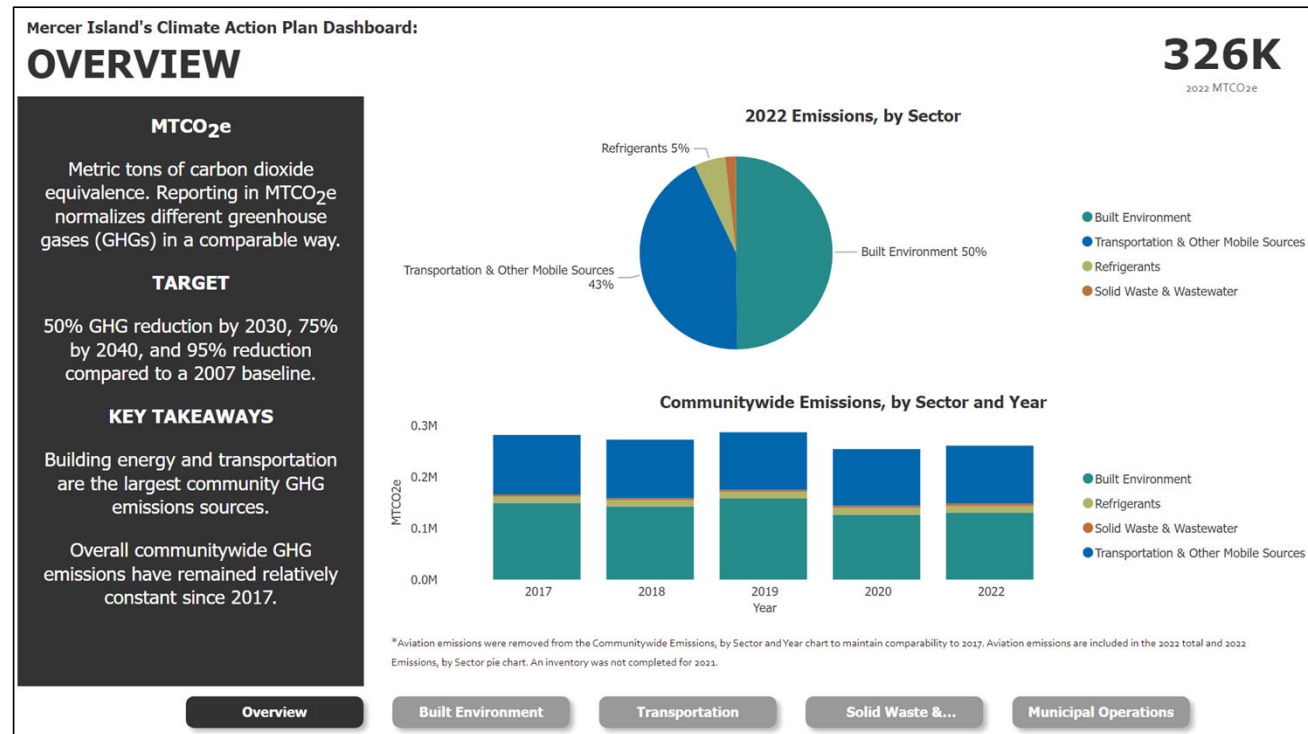 Mercer Island's Climate Action Plan Dashboard:
OVERVIEW
326K
2022 MTCO2e
MTCO2e
Metric tons of carbon dioxide
equivalence. Reporting in MTCO2e
normalizes different greenhouse
gases (GHGs) in a comparable way.
TARGET
50% GHG reduction by 2030, 75%
by 2040, and 95% reduction
compared to a 2007 baseline.
KEY TAKEAWAYS
Building energy and transportation
are the largest community GHG
emissions sources.
Overall communitywide GHG
emissions have remained relatively
constant since 2017.
2022 Emissions, by Sector
Refrigerants 5%
Built Environment 50%
Transportation & Other Mobile Sources
43%
Built Environment
Transportation & Other Mobile Sources
Refrigerants
Solid Waste & Wastewater
Communitywide Emissions, by Sector and Year
0.3M
0.2M
0.1M
0.0M
MTCO2e
2017
2018
2019
2020
2022
Year
Built Environment
Refrigerants
Solid Waste & Wastewater
Transportation & Other Mobile Sources
*Aviation emissions were removed from the Communitywide Emissions, by Sector and Year chart to maintain comparability to 2017. Aviation emissions are included in the 2022 total and 2022
Emissions, by Sector pie chart. An inventory was not completed for 2021.
Overview
Built Environment
Transportation
Solid Waste &...
Municipal Operations